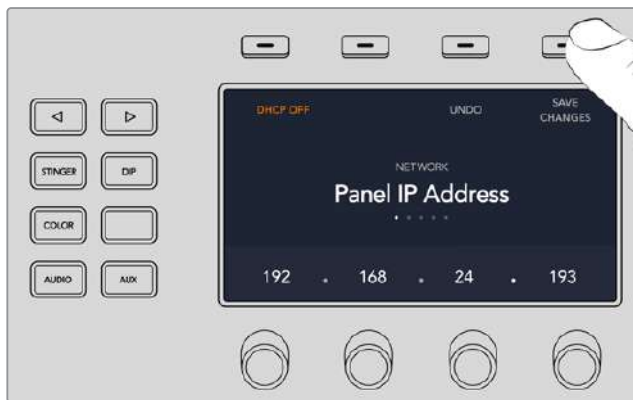 DHCP OFF
UNDO
SAVE
CHANGES
NETWORK
Panel IP Address
192 . 168 . 24 . 193
STINGER
DIP
COLOR
AUDIO
AUX